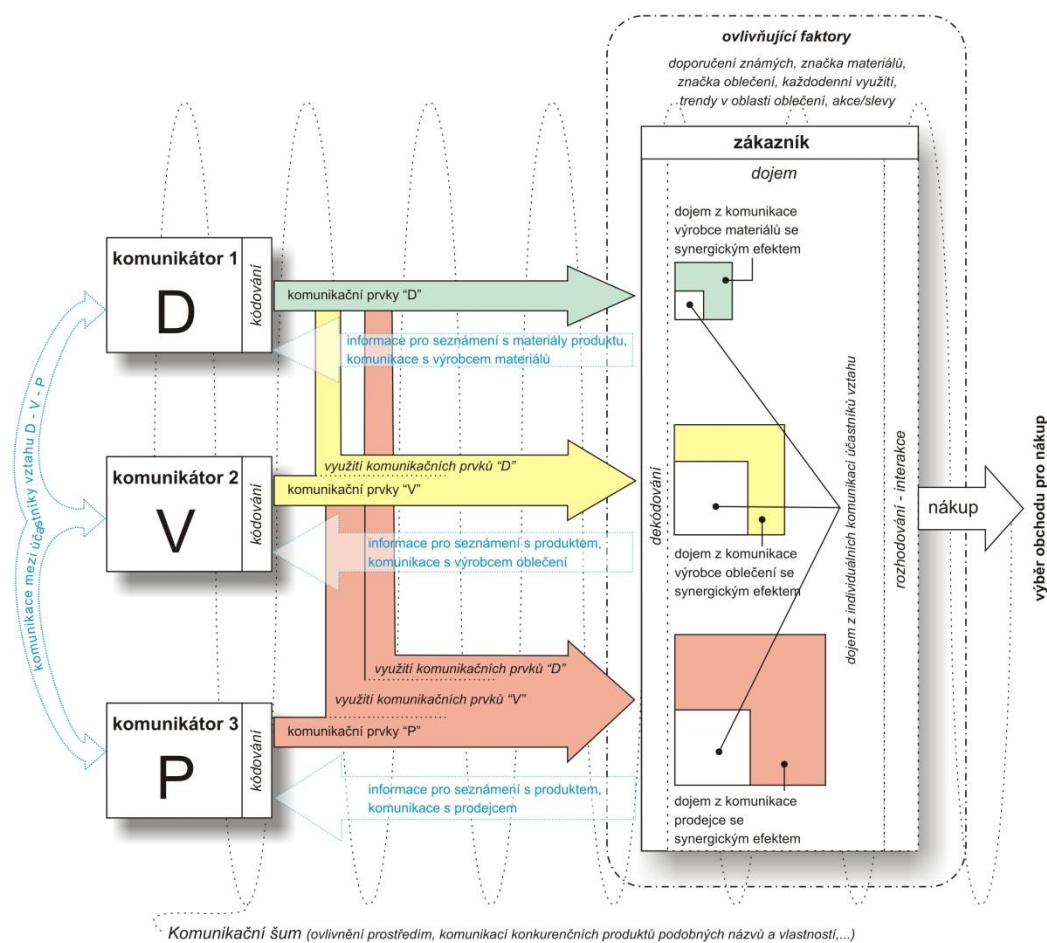 ovlivňující faktory
doporučení známých, značka materiálů,
značka oblečení, každodenní využití,
trendy v oblasti oblečení, akce/slevy
zákazník
dojem
komunikátor 1
D
kódování
komunikační prvky "D"
informace pro seznámení s materiály produktu,
komunikace s výrobcem materiálů
dojem z komunikace
výrobce materiálů se
synergickým efektem
komunikace mezi účastníky vztahu D - V - P
komunikátor 2
V
kódování
využití komunikačních prvků "D"
komunikační prvky "V"
informace pro seznámení s produktem,
komunikace s výrobcem oblečení
dekódování
dojem z komunikace
výrobce oblečení se
synergickým efektem
dojem z individuálních komunikací účastníků vztahu
rozhodování - interakce
nákup
výběr obchodu pro nákup
komunikátor 3
P
kódování
využití komunikačních prvků "D"
využití komunikačních prvků "V"
komunikační prvky "P"
informace pro seznámení s produktem,
komunikace s prodejcem
dojem z komunikace
prodejce se
synergickým efektem
Komunikační šum (ovlivnění prostředím, komunikací konkurenčních produktů podobných názvů a vlastností,...)